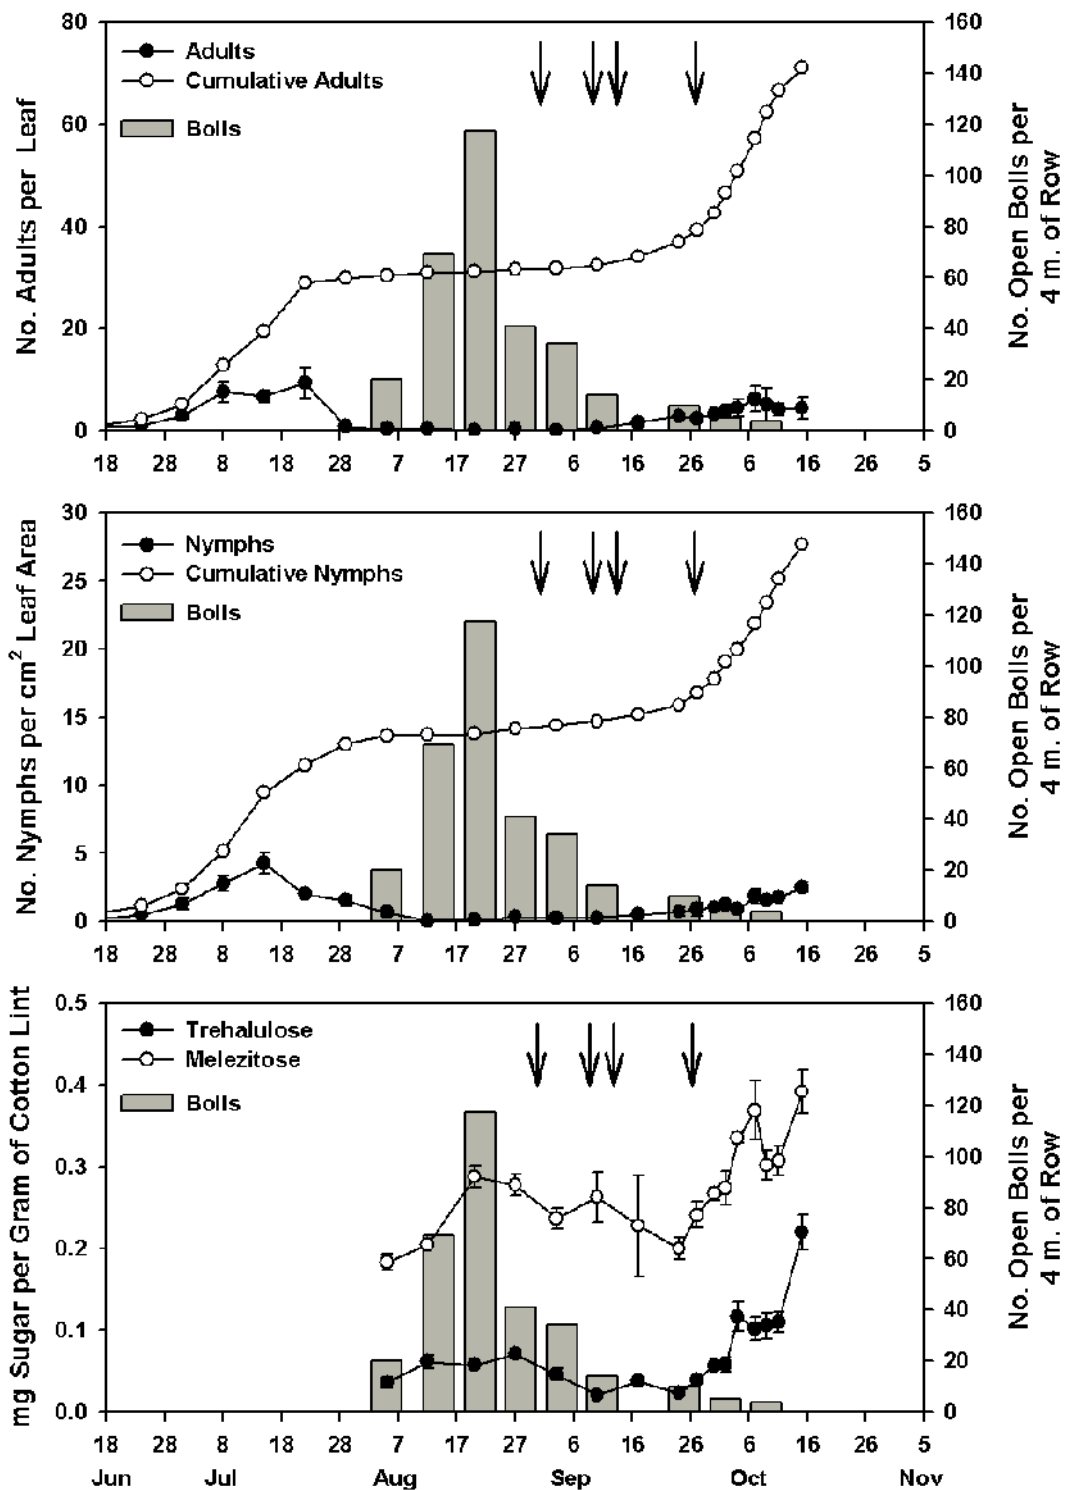 No. Adults per Leaf
80
60
40
20
0
Adults
Cumulative Adults
Bolls
160
140
120
100
80
60
40
20
0
No. Open Bolls per
4 m. of Row
18 28 8 18 28 7 17 27 6 16 26 6 16 26 5
No. Nymphs per cm² Leaf Area
30
25
20
15
10
5
0
Nymphs
Cumulative Nymphs
Bolls
160
140
120
100
80
60
40
20
0
No. Open Bolls per
4 m. of Row
18 28 8 18 28 7 17 27 6 16 26 6 16 26 5
mg Sugar per Gram of Cotton Lint
0.5
0.4
0.3
0.2
0.1
0.0
Trehalulose
Melezitose
Bolls
160
140
120
100
80
60
40
20
0
No. Open Bolls per
4 m. of Row
18 28 8 18 28 7 17 27 6 16 26 6 16 26 5
Jun Jul Aug Sep Oct Nov